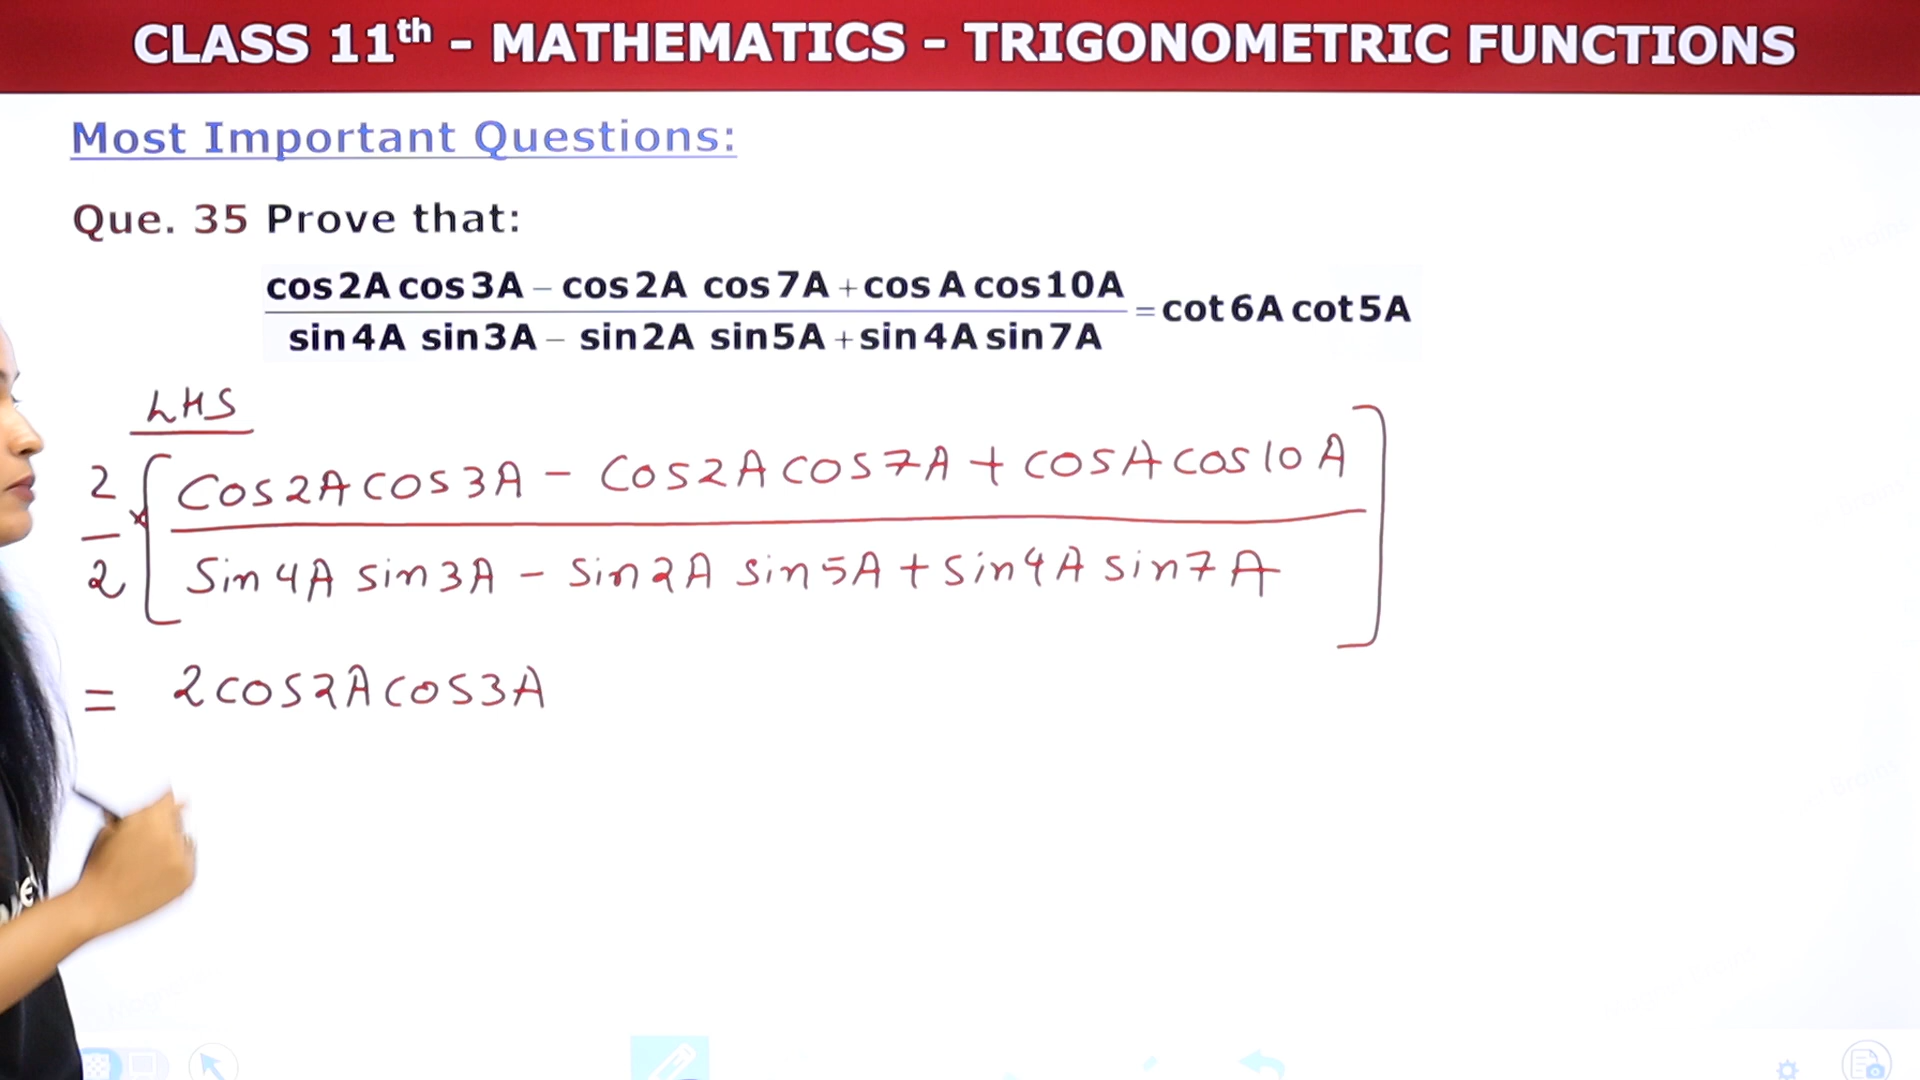 CLASS 11th - MATHEMATICS - TRIGONOMETRIC FUNCTIONS
Most Important Questions:
Que. 35 Prove that:
cos2A cos3A – cos2A cos7A + cosA cos10A
= cot6A cot5A
sin4A sin3A – sin2A sin5A + sin4A sin7A
LHS
2 [ Cos2A cos3A - Cos2A cos7A + cosA cos10A ]
×
2 [ Sin4A sin3A - Sin2A sin5A + Sin4A sin7A ]
= 2cos2A cos3A